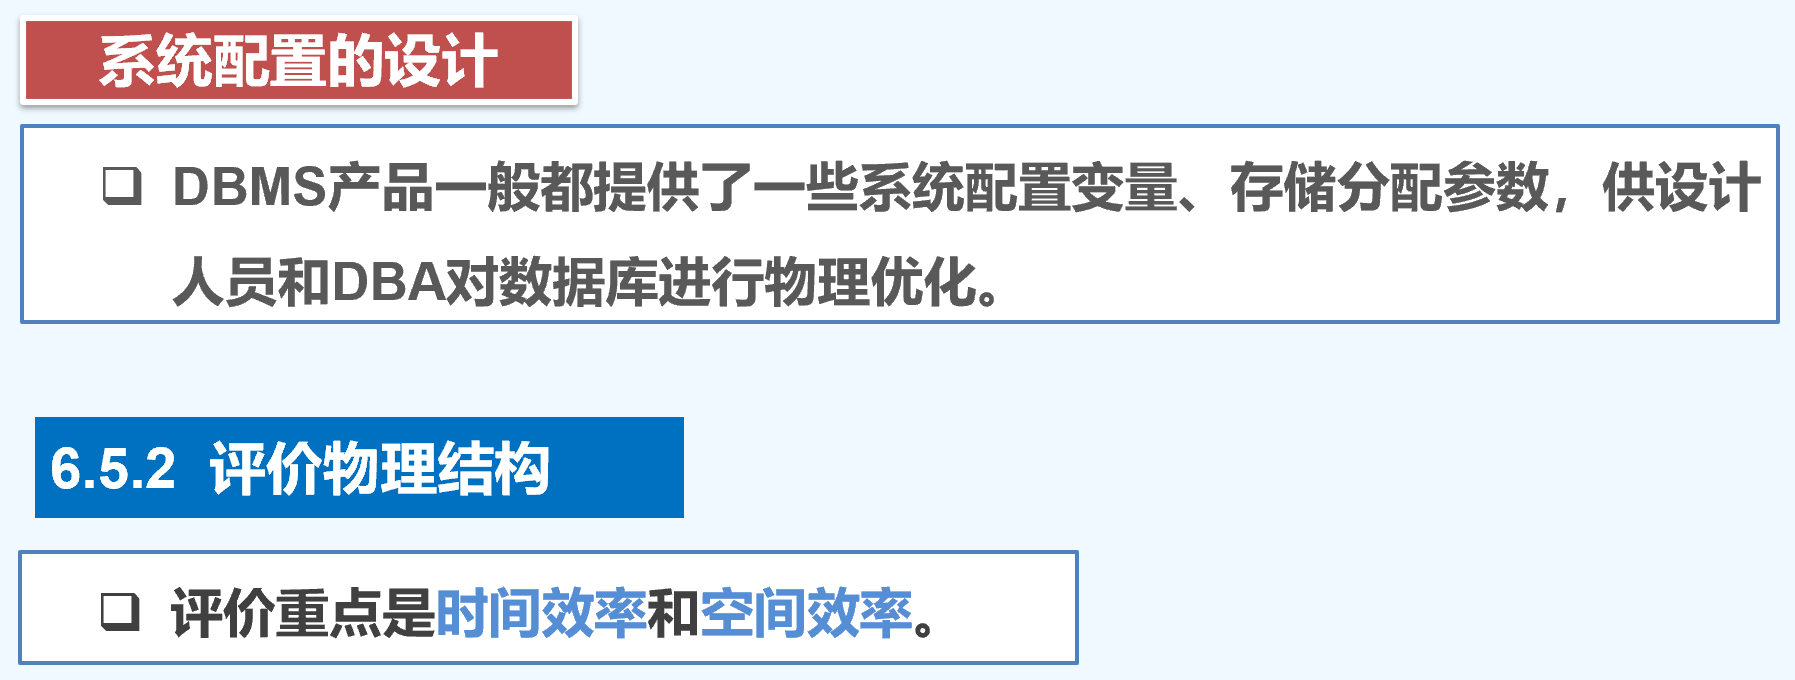 系统配置的设计
❑ DBMS产品一般都提供了一些系统配置变量、存储分配参数，供设计
人员和DBA对数据库进行物理优化。
6.5.2 评价物理结构
❑ 评价重点是时间效率和空间效率。